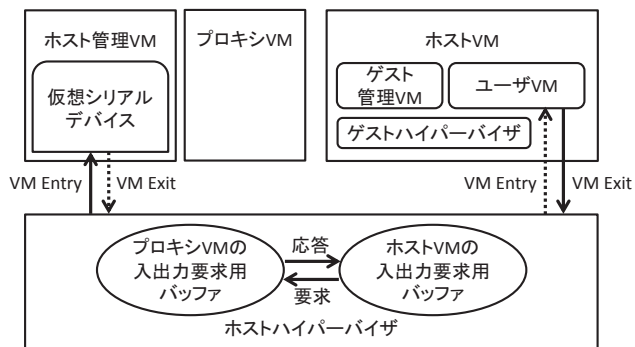 ホスト管理VM
プロキシVM
ホストVM
仮想シリアル
デバイス
ゲスト
管理VM
ユーザVM
ゲストハイパーバイザ
VM Entry
VM Exit
VM Entry
VM Exit
プロキシVMの
入出力要求用
バッファ
応答
要求
ホストVMの
入出力要求用
バッファ
ホストハイパーバイザ